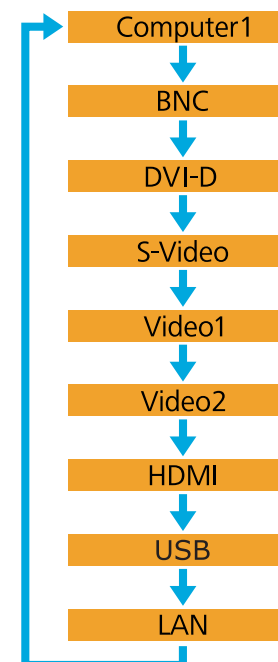 Computer1
BNC
DVI-D
S-Video
Video1
Video2
HDMI
USB
LAN